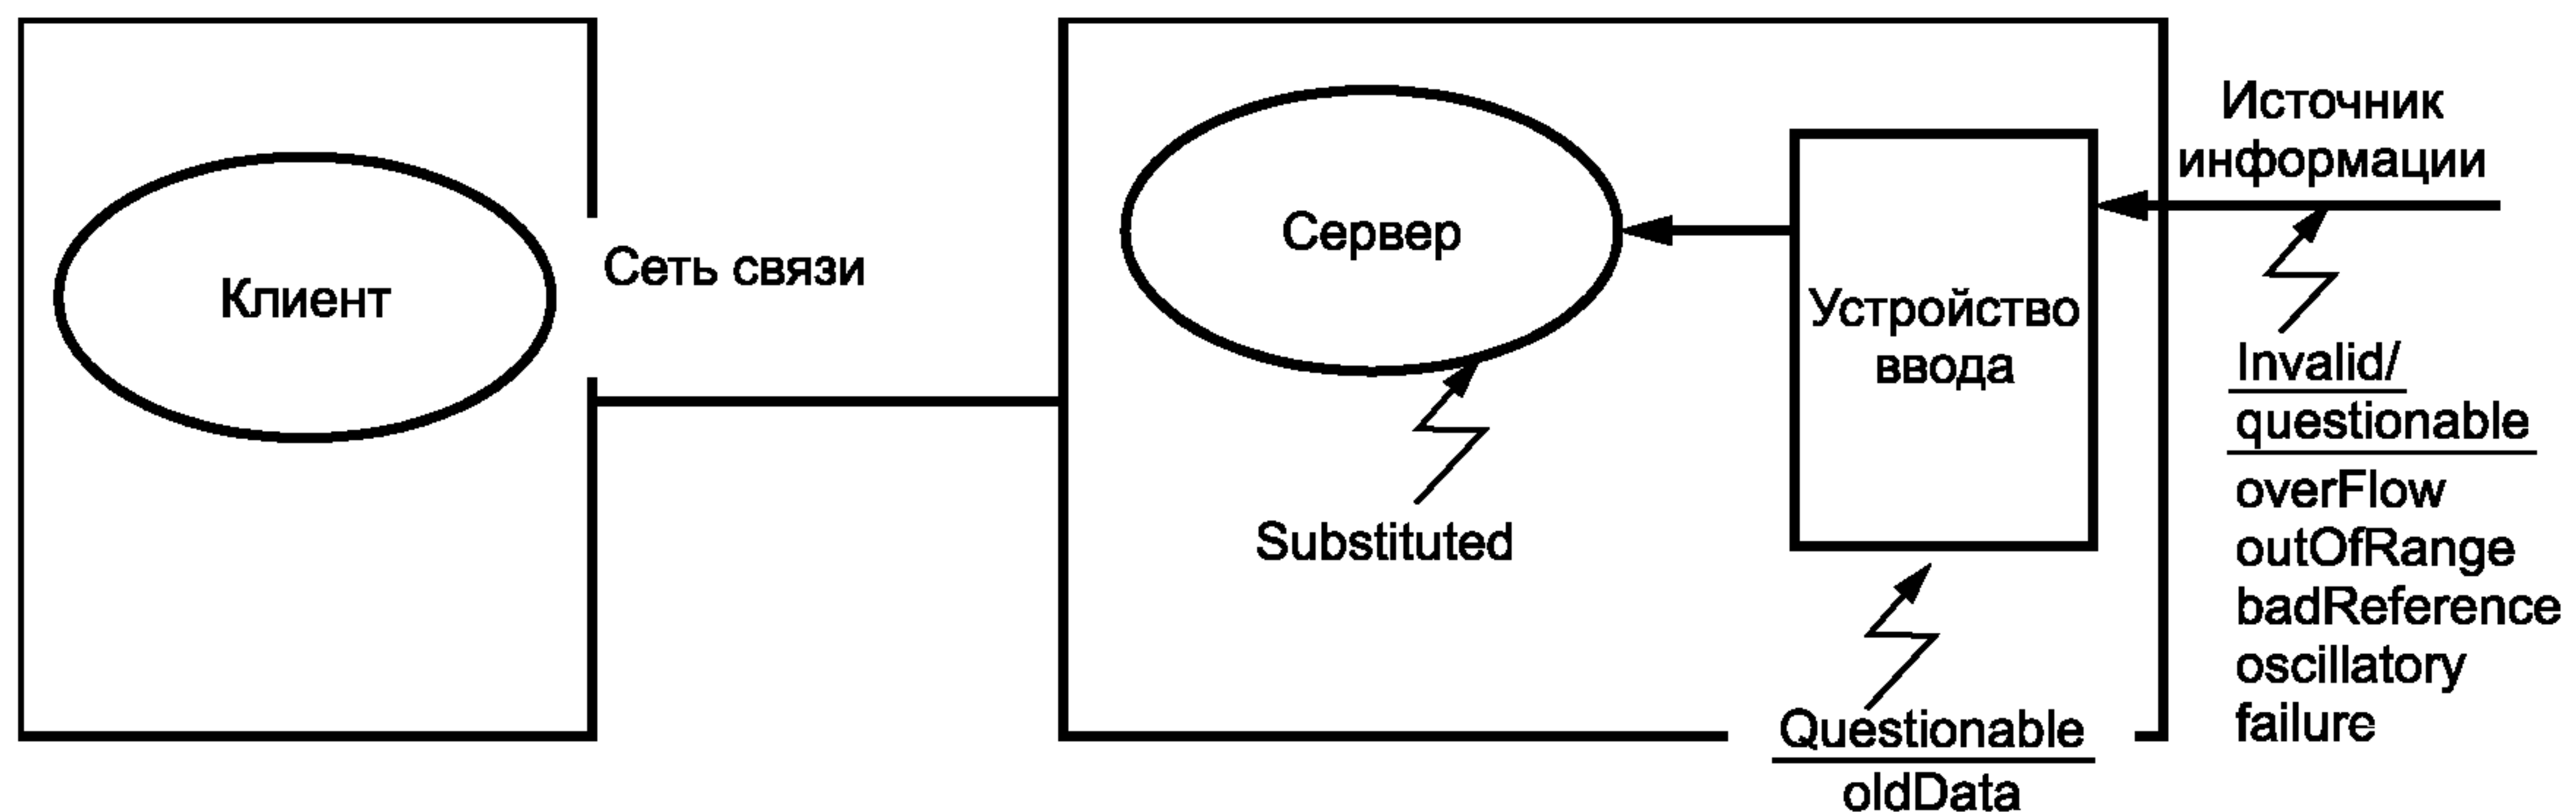 Клиент
Сеть связи
Сервер
Substituted
Устройство
ввода
Questionable
oldData
Источник
информации
Invalid/
questionable
overFlow
outOfRange
badReference
oscillatory
failure